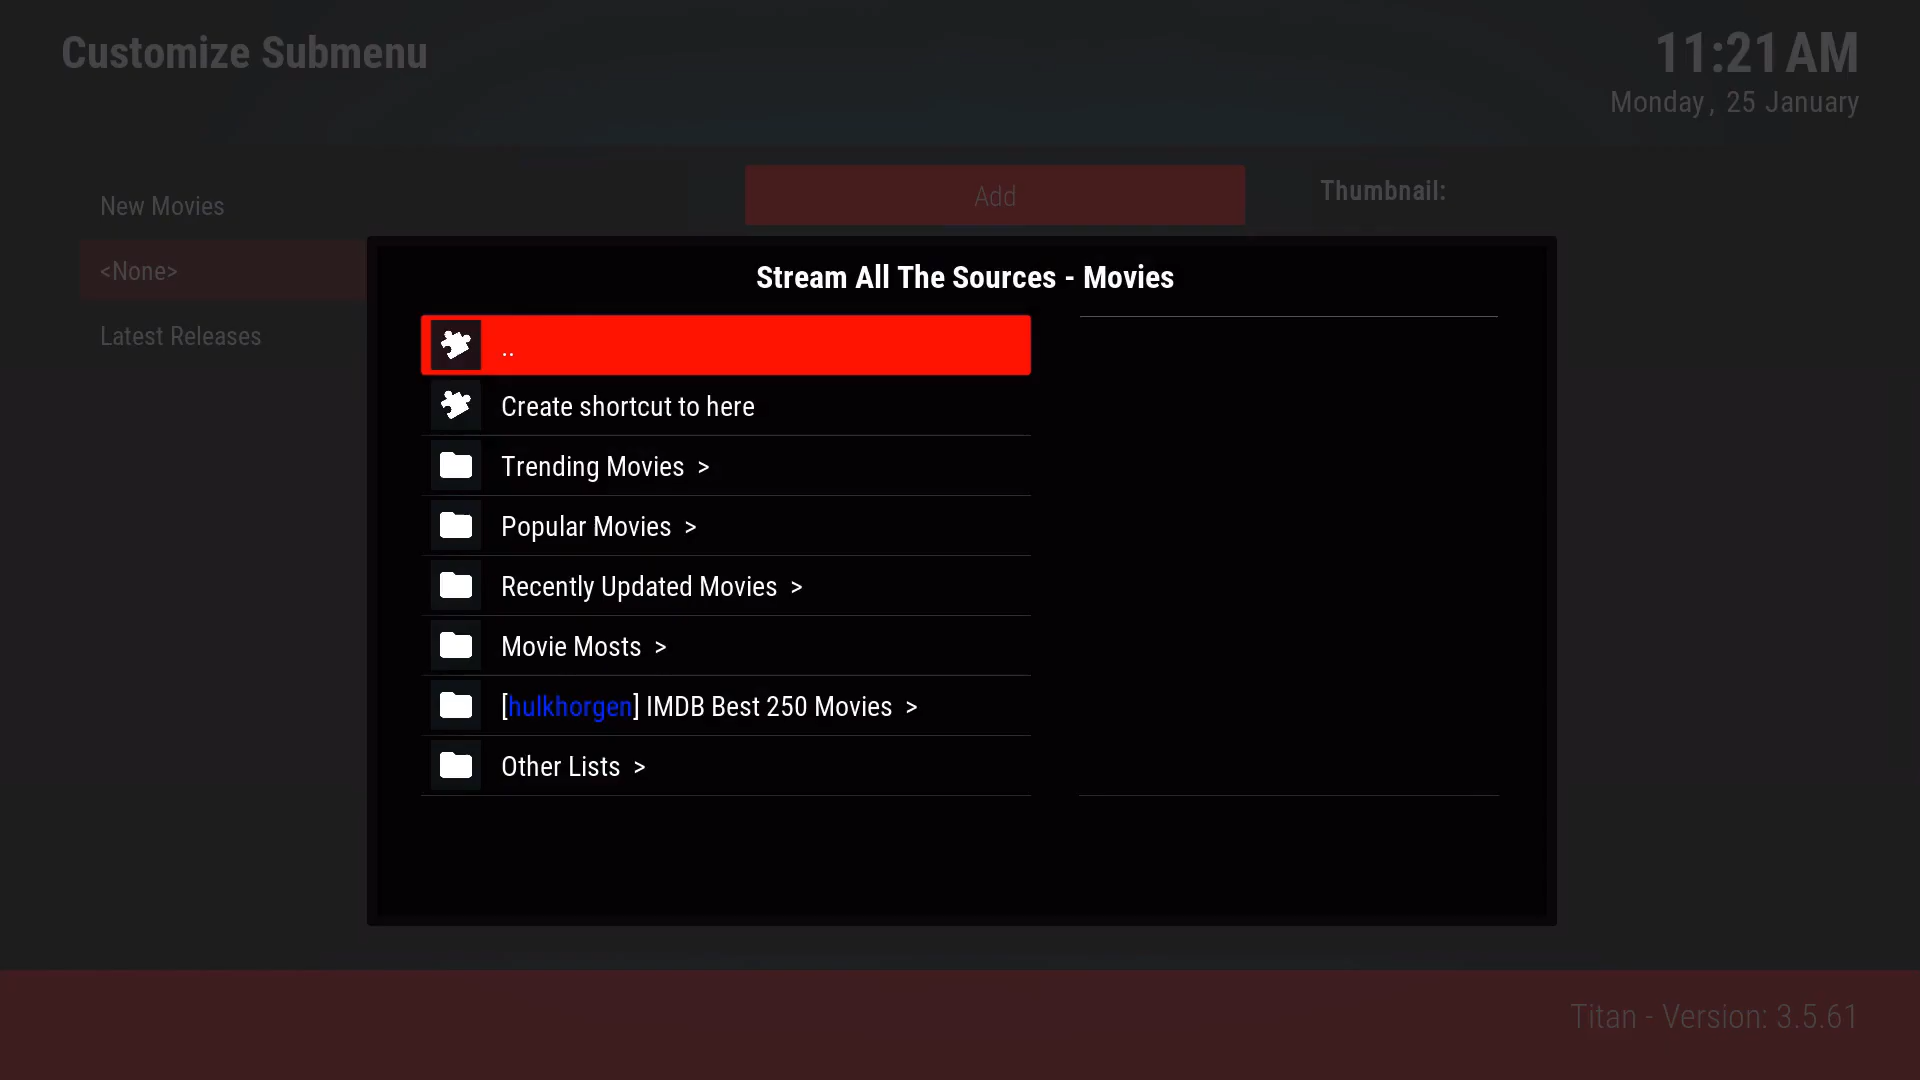 Customize Submenu
11:21 AM
Monday, 25 January
New Movies
Add
Thumbnail:
<None>
Latest Releases
Stream All The Sources - Movies
..
Create shortcut to here
Trending Movies >
Popular Movies >
Recently Updated Movies >
Movie Mosts >
[hulkhorgen] IMDB Best 250 Movies >
Other Lists >
Titan - Version: 3.5.61